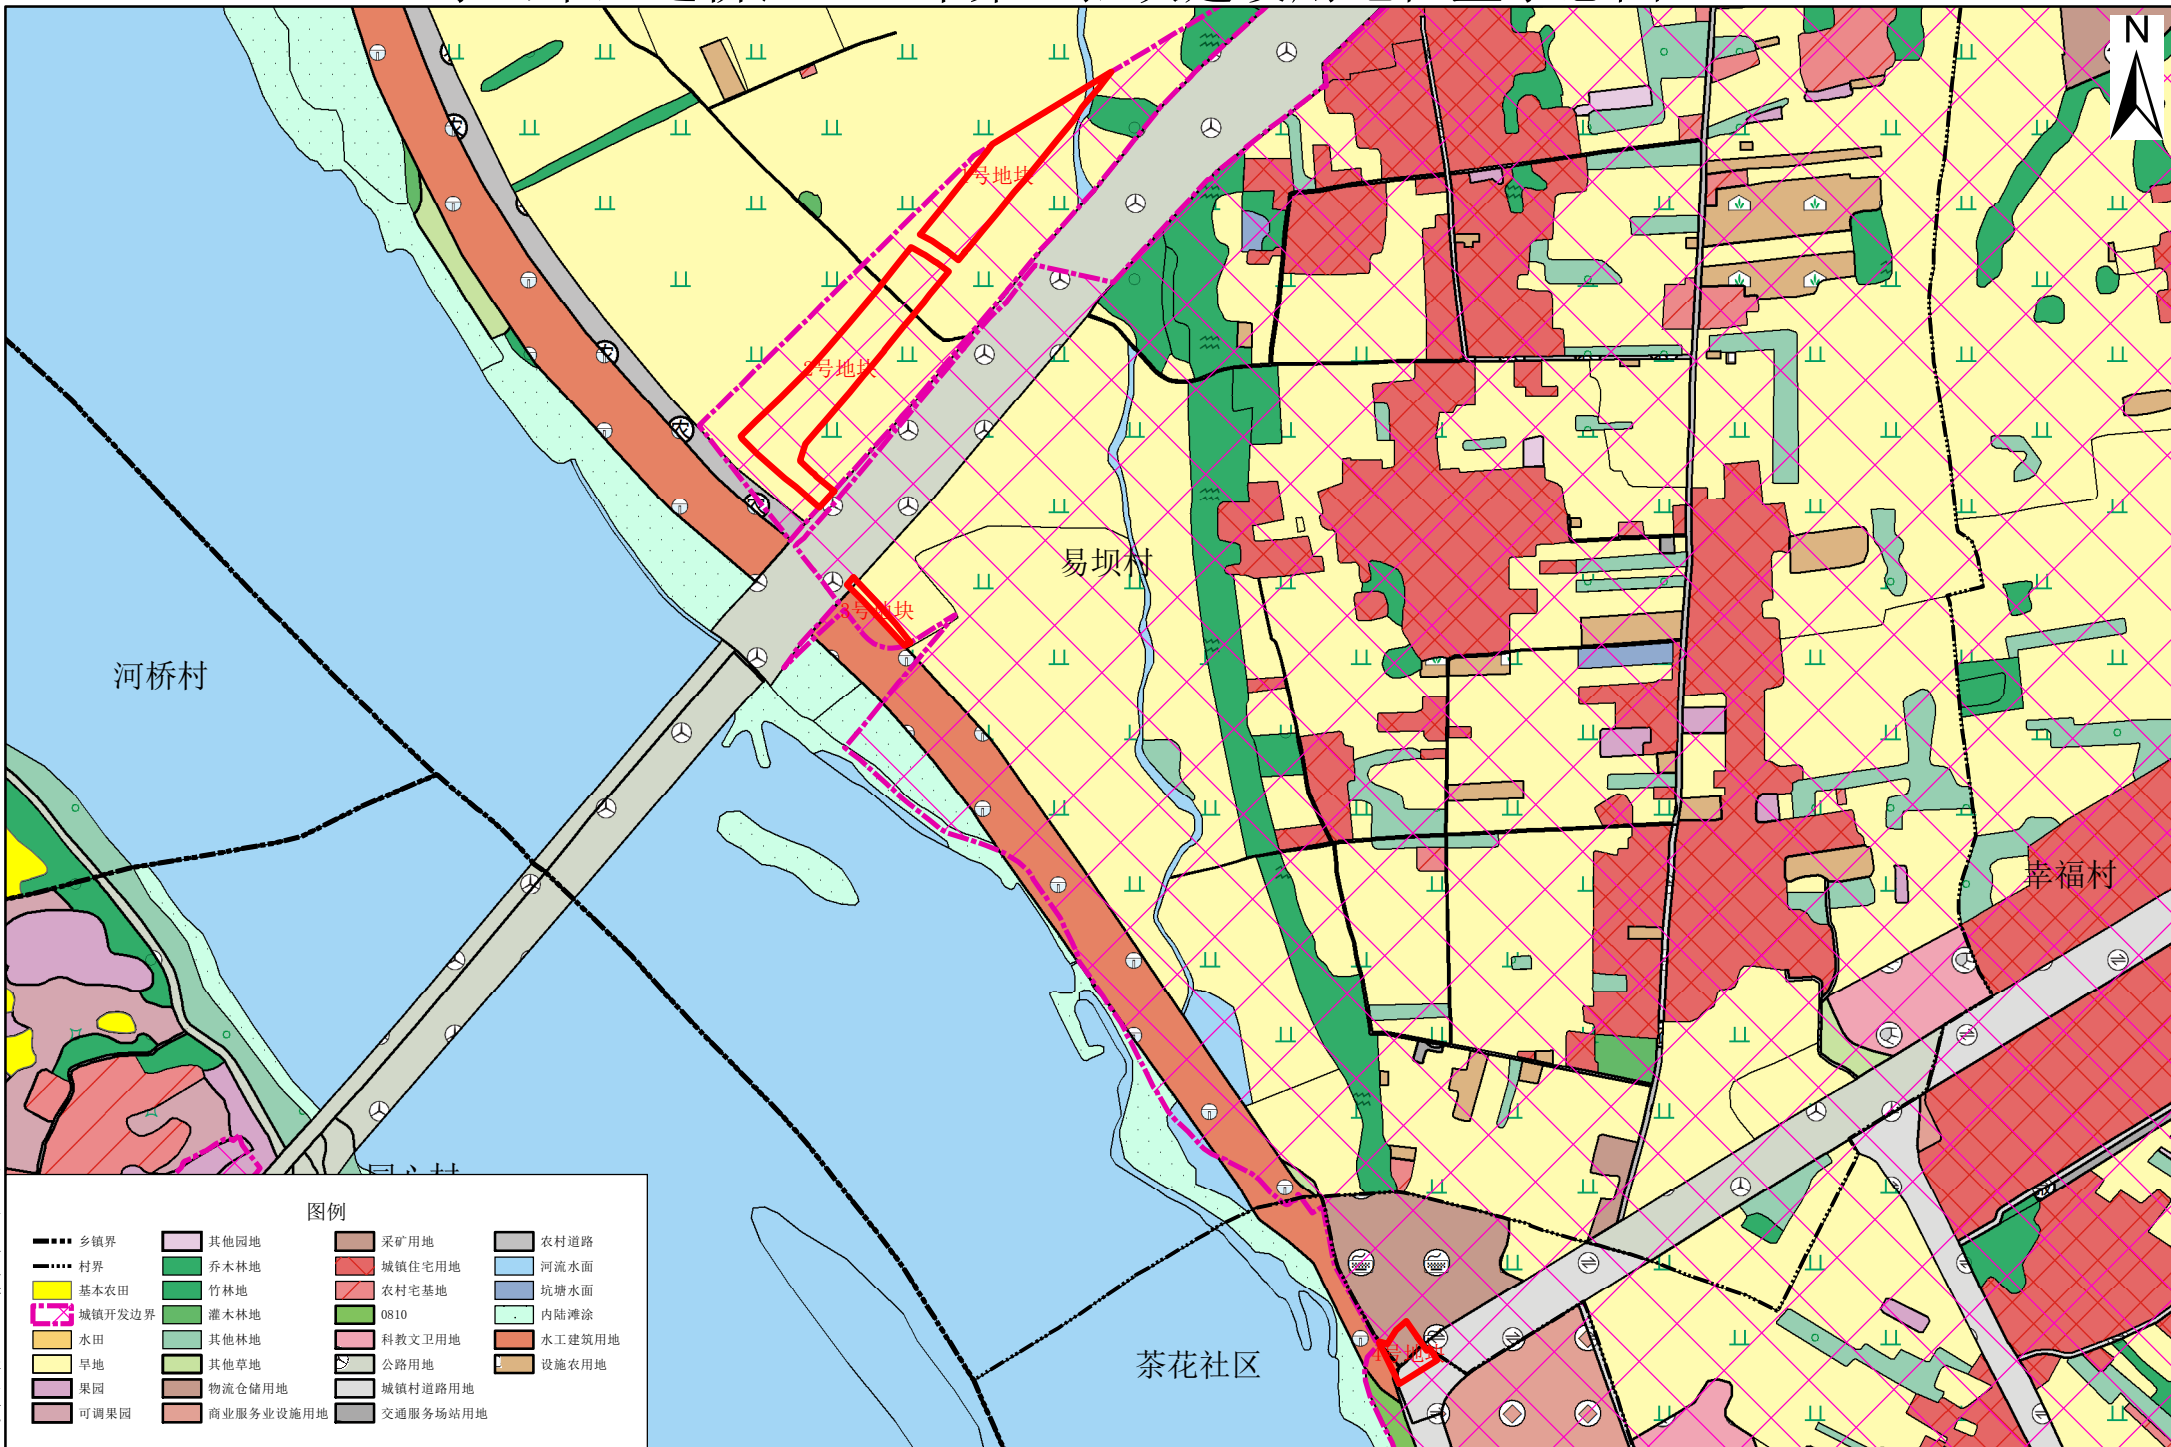 N
1号地块
2号地块
易坝村
3号地块
河桥村
幸福村
茶花社区
4号地块
图例
乡镇界
村界
基本农田
城镇开发边界
水田
旱地
果园
可调果园
其他园地
乔木林地
竹林地
灌木林地
其他林地
其他草地
物流仓储用地
商业服务业设施用地
采矿用地
城镇住宅用地
农村宅基地
0810
科教文卫用地
公路用地
城镇村道路用地
交通服务场站用地
农村道路
河流水面
坑塘水面
内陆滩涂
水工建筑用地
设施农用地